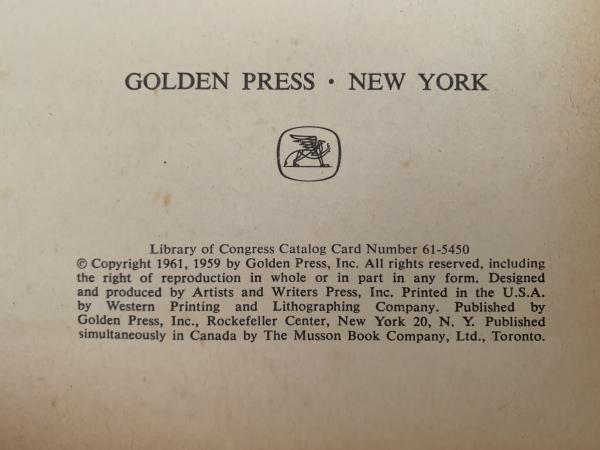 GOLDEN PRESS · NEW YORK
Library of Congress Catalog Card Number 61-5450
© Copyright 1961, 1959 by Golden Press, Inc. All rights reserved, including
the right of reproduction in whole or in part in any form. Designed
and produced by Artists and Writers Press, Inc. Printed in the U.S.A.
by Western Printing and Lithographing Company. Published by
Golden Press, Inc., Rockefeller Center, New York 20, N. Y. Published
simultaneously in Canada by The Musson Book Company, Ltd., Toronto.